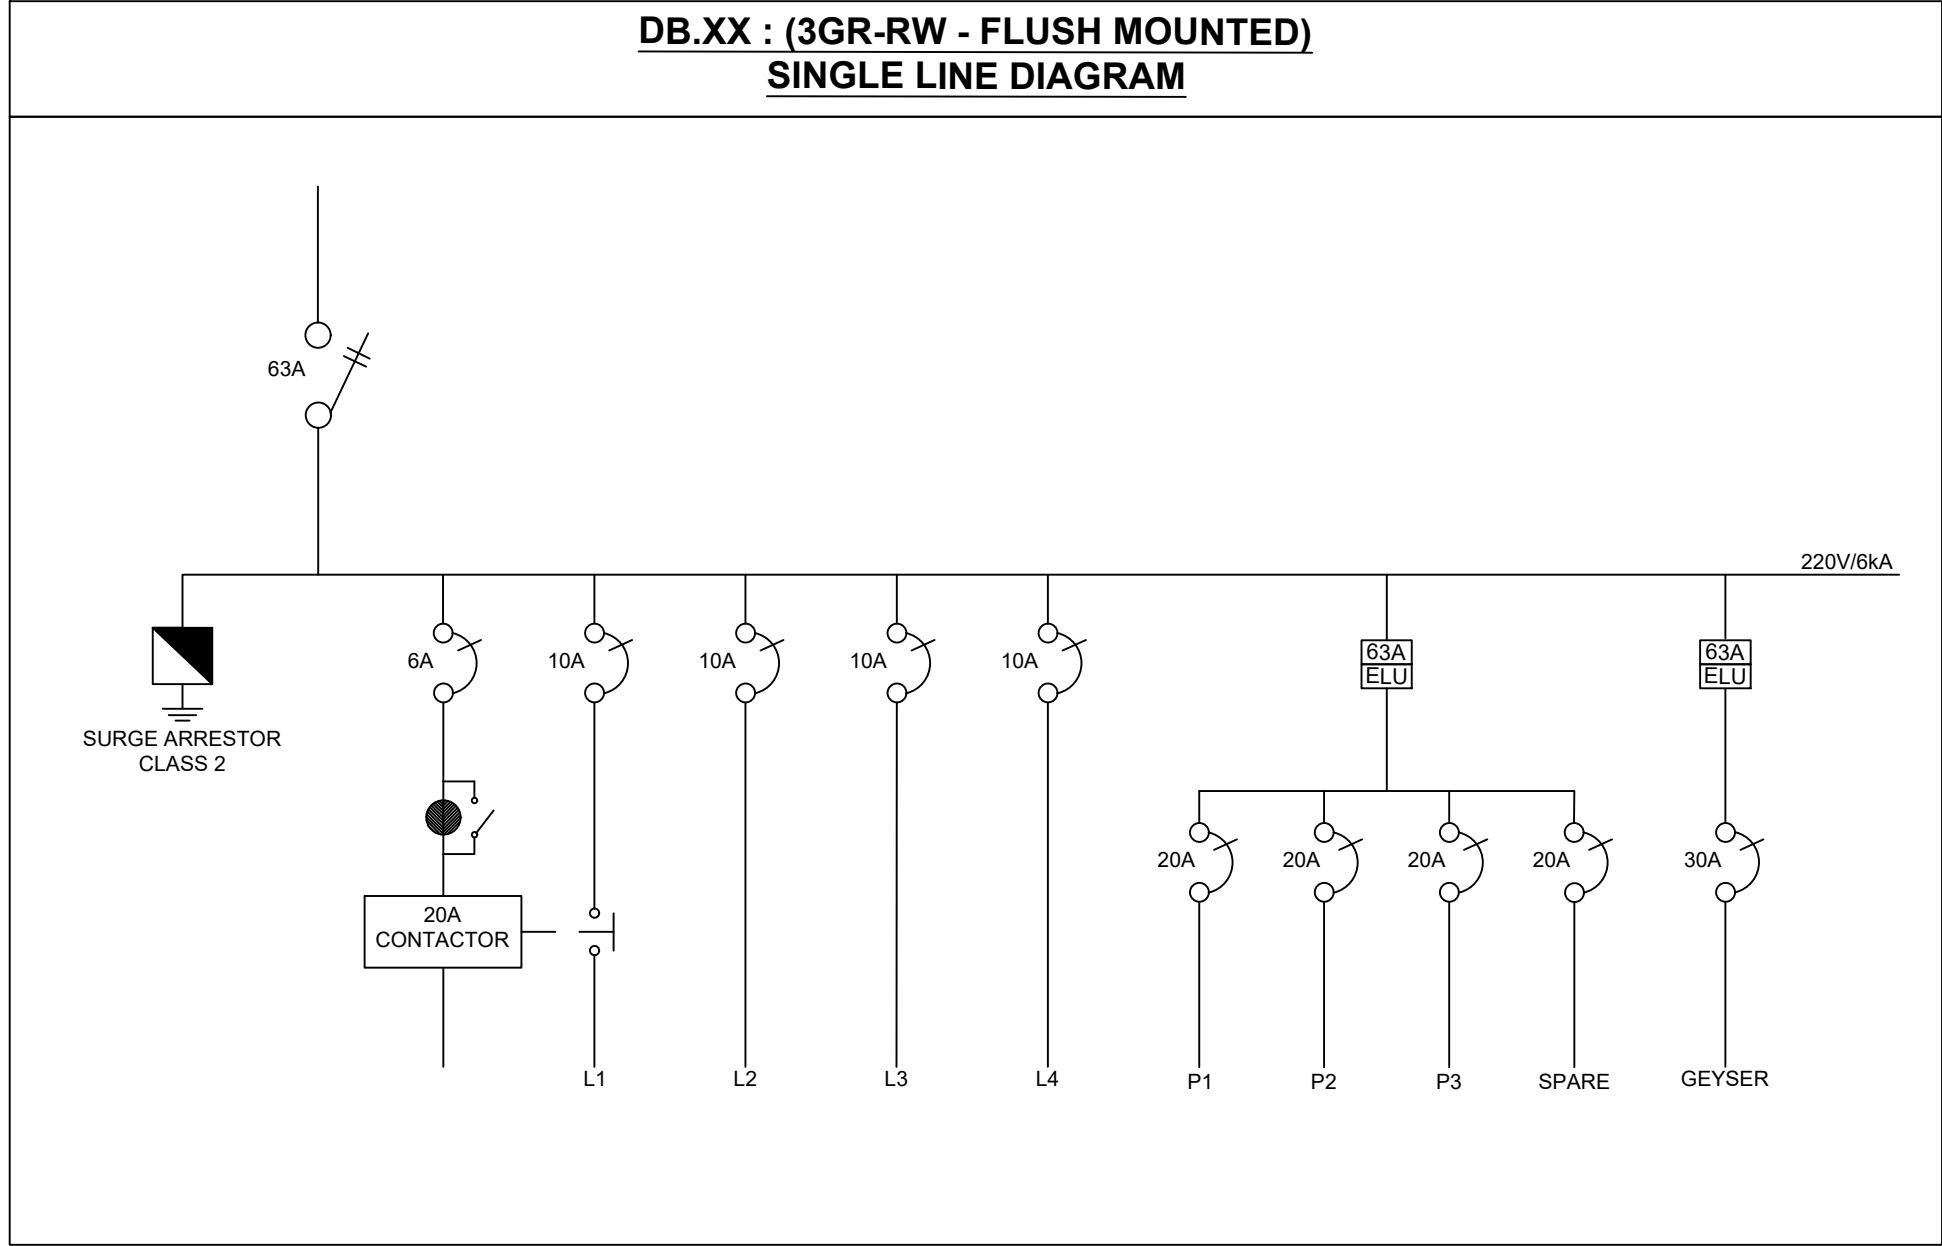 DB.XX : (3GR-RW - FLUSH MOUNTED)
SINGLE LINE DIAGRAM
63A
220V/6kA
SURGE ARRESTOR
CLASS 2
6A
10A
10A
10A
10A
63A
ELU
63A
ELU
20A
CONTACTOR
20A
20A
20A
20A
30A
L1
L2
L3
L4
P1
P2
P3
SPARE
GEYSER